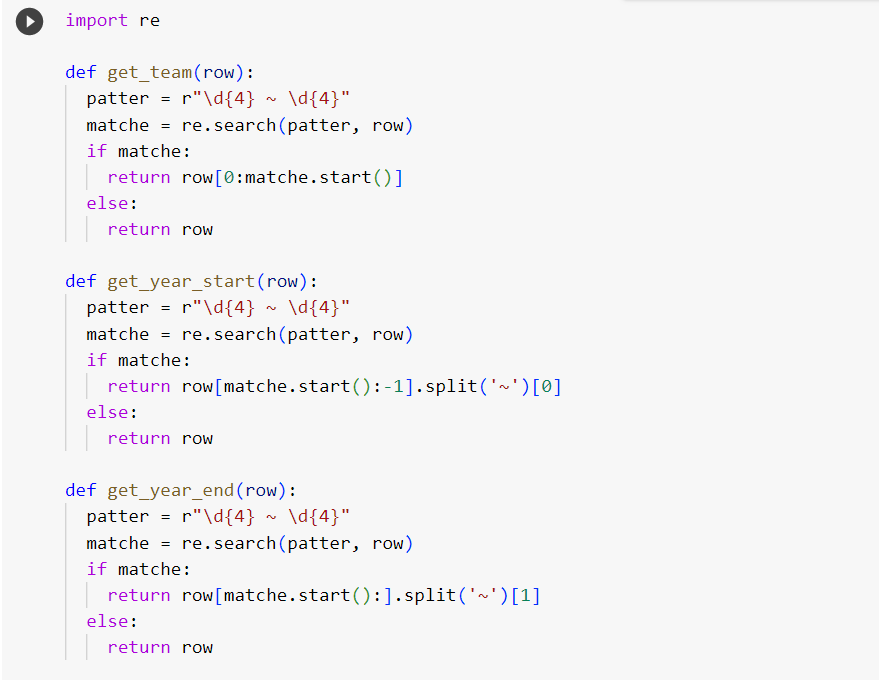 import re
def get_team(row):
patter = r"\d{4} ~ \d{4}"
matche = re.search(patter, row)
if matche:
return row[0:matche.start()]
else:
return row
def get_year_start(row):
patter = r"\d{4} ~ \d{4}"
matche = re.search(patter, row)
if matche:
return row[matche.start():-1].split('~')[0]
else:
return row
def get_year_end(row):
patter = r"\d{4} ~ \d{4}"
matche = re.search(patter, row)
if matche:
return row[matche.start():].split('~')[1]
else:
return row